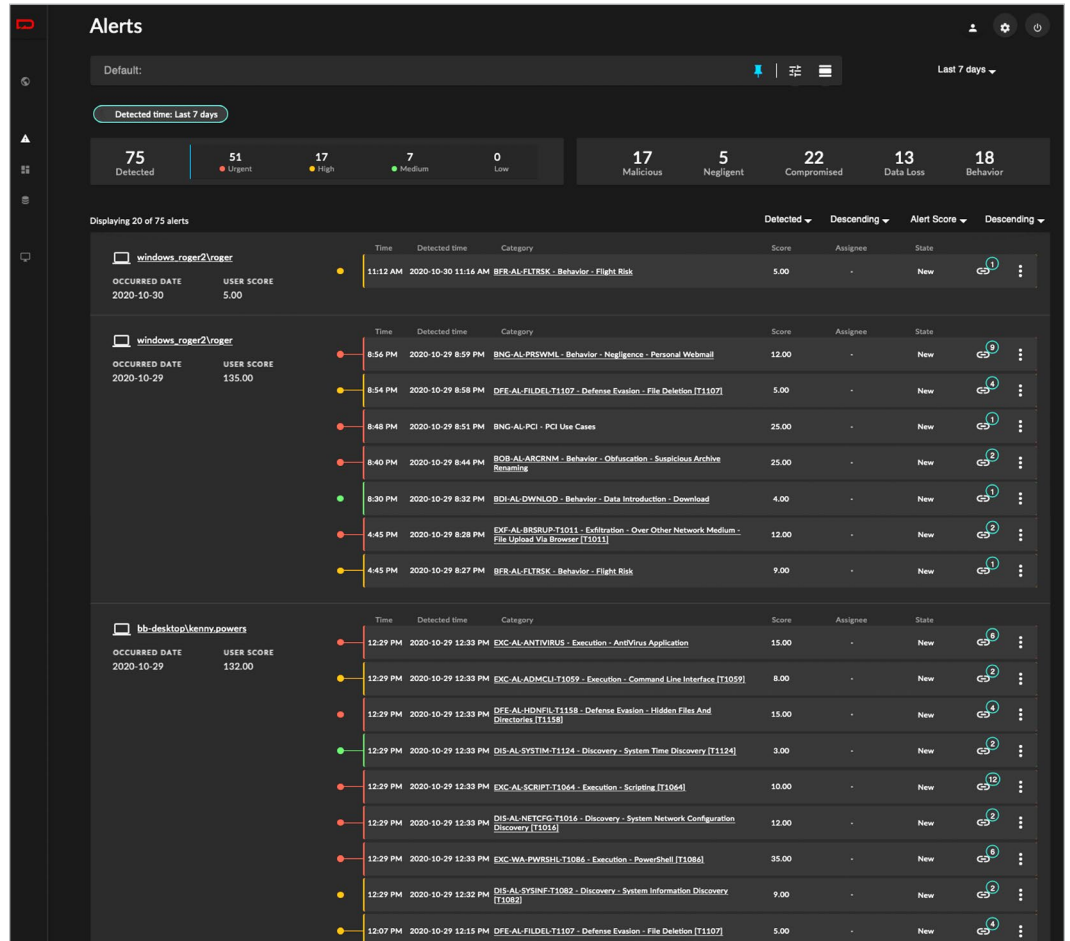 Alerts
Default:
Last 7 days
Detected time: Last 7 days
75 51 17 7 0 17 5 22 13 18
Detected Urgent High Medium Low Malicious Negligent Compromised Data Loss Behavior
Displaying 20 of 75 alerts Detected Descending Alert Score Descending
Time Detected time Category Score Assignee State
windows_roger2\roger
11:12 AM 2020-10-30 11:16 AM BFR-AL-FLTRSK - Behavior - Flight Risk 5.00 - New 1
OCCURRED DATE USER SCORE
2020-10-30 5.00
Time Detected time Category Score Assignee State
windows_roger2\roger
OCCURRED DATE USER SCORE
2020-10-29 135.00
8:56 PM 2020-10-29 8:59 PM BNG-AL-PRSWML - Behavior - Negligence - Personal Webmail 12.00 - New 9
8:54 PM 2020-10-29 8:58 PM DFE-AL-FILDEL-T1107 - Defense Evasion - File Deletion [T1107] 5.00 - New 4
8:48 PM 2020-10-29 8:51 PM BNG-AL-PCI - PCI Use Cases 25.00 - New 1
8:40 PM 2020-10-29 8:44 PM BOB-AL-ARCRNM - Behavior - Obfuscation - Suspicious Archive
Renaming 25.00 - New 2
8:30 PM 2020-10-29 8:32 PM BDI-AL-DWNLOD - Behavior - Data Introduction - Download 4.00 - New 1
4:45 PM 2020-10-29 8:28 PM EXF-AL-BRSRUP-T1011 - Exfiltration - Over Other Network Medium -
File Upload Via Browser [T1011] 12.00 - New 2
4:45 PM 2020-10-29 8:27 PM BFR-AL-FLTRSK - Behavior - Flight Risk 9.00 - New 1
Time Detected time Category Score Assignee State
bb-desktop\kenny.powers
OCCURRED DATE USER SCORE
2020-10-29 132.00
12:29 PM 2020-10-29 12:33 PM EXC-AL-ANTIVIRUS - Execution - AntiVirus Application 15.00 - New 6
12:29 PM 2020-10-29 12:33 PM EXC-AL-ADMCLI-T1059 - Execution - Command Line Interface [T1059] 8.00 - New 2
12:29 PM 2020-10-29 12:33 PM DFE-AL-HDNFIL-T1158 - Defense Evasion - Hidden Files And
Directories [T1158] 15.00 - New 4
12:29 PM 2020-10-29 12:33 PM DIS-AL-SYSTIM-T1124 - Discovery - System Time Discovery [T1124] 3.00 - New 2
12:29 PM 2020-10-29 12:33 PM EXC-AL-SCRIPT-T1064 - Execution - Scripting [T1064] 10.00 - New 12
12:29 PM 2020-10-29 12:33 PM DIS-AL-NETCFG-T1016 - Discovery - System Network Configuration
Discovery [T1016] 12.00 - New 2
12:29 PM 2020-10-29 12:33 PM EXC-WA-PWRSHL-T1086 - Execution - PowerShell [T1086] 35.00 - New 6
12:29 PM 2020-10-29 12:32 PM DIS-AL-SYSINF-T1082 - Discovery - System Information Discovery
[T1082] 9.00 - New 2
12:07 PM 2020-10-29 12:15 PM DFE-AL-FILDEL-T1107 - Defense Evasion - File Deletion [T1107] 5.00 - New 4